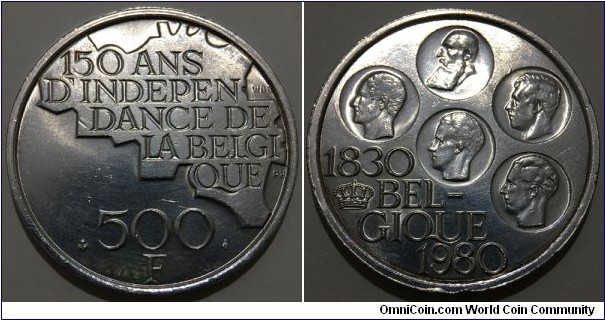 150 ANS
D'INDEPEN
DANCE DE
LA BELGI
QUE
500
F
1830
BEL-
GIQUE
1980
OmniCoin.com World Coin Community